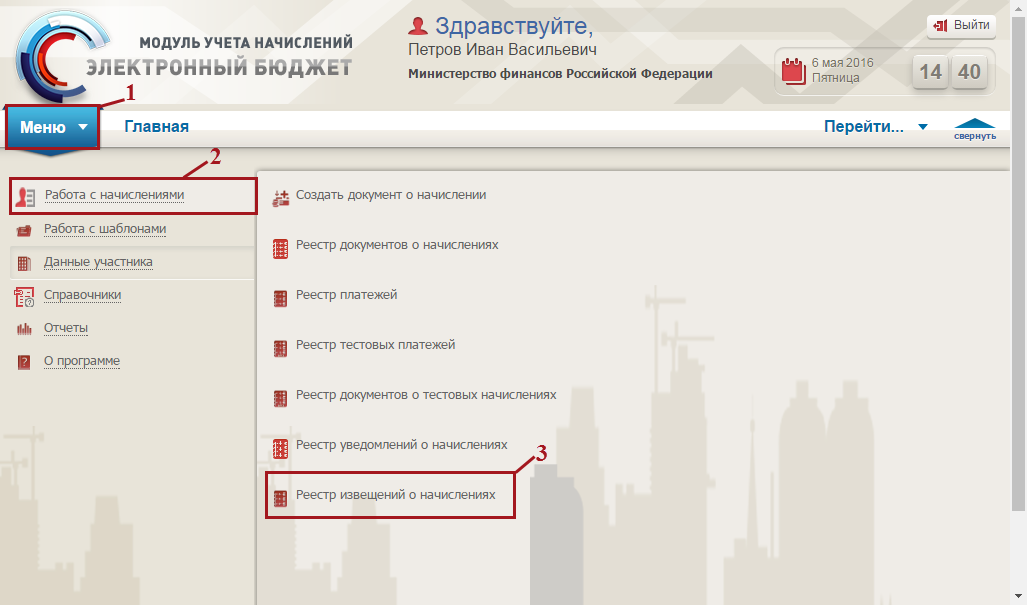 МОДУЛЬ УЧЕТА НАЧИСЛЕНИЙ
ЭЛЕКТРОННЫЙ БЮДЖЕТ
Здравствуйте,
Петров Иван Васильевич
Министерство финансов Российской Федерации
Выйти
6 мая 2016
Пятница
14 40
1
Меню
Главная
Перейти...
свернуть
2
Работа с начислениями
Работа с шаблонами
Данные участника
Справочники
Отчеты
О программе
Создать документ о начислении
Реестр документов о начислениях
Реестр платежей
Реестр тестовых платежей
Реестр документов о тестовых начислениях
Реестр уведомлений о начислениях
3
Реестр извещений о начислениях